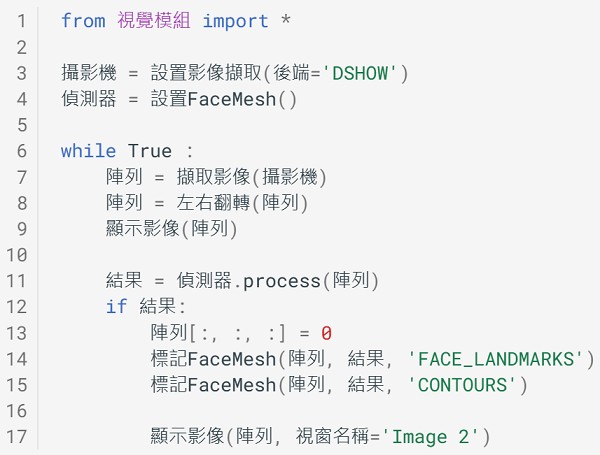 1 from 視覺模組 import *
2
3 攝影機 = 設置影像擷取(後端='DSHOW')
4 偵測器 = 設置FaceMesh()
5
6 while True :
7     陣列 = 擷取影像(攝影機)
8     陣列 = 左右翻轉(陣列)
9     顯示影像(陣列)
10
11     結果 = 偵測器.process(陣列)
12     if 結果:
13         陣列[:, :, :] = 0
14         標記FaceMesh(陣列, 結果, 'FACE_LANDMARKS')
15         標記FaceMesh(陣列, 結果, 'CONTOURS')
16
17         顯示影像(陣列, 視窗名稱='Image 2')